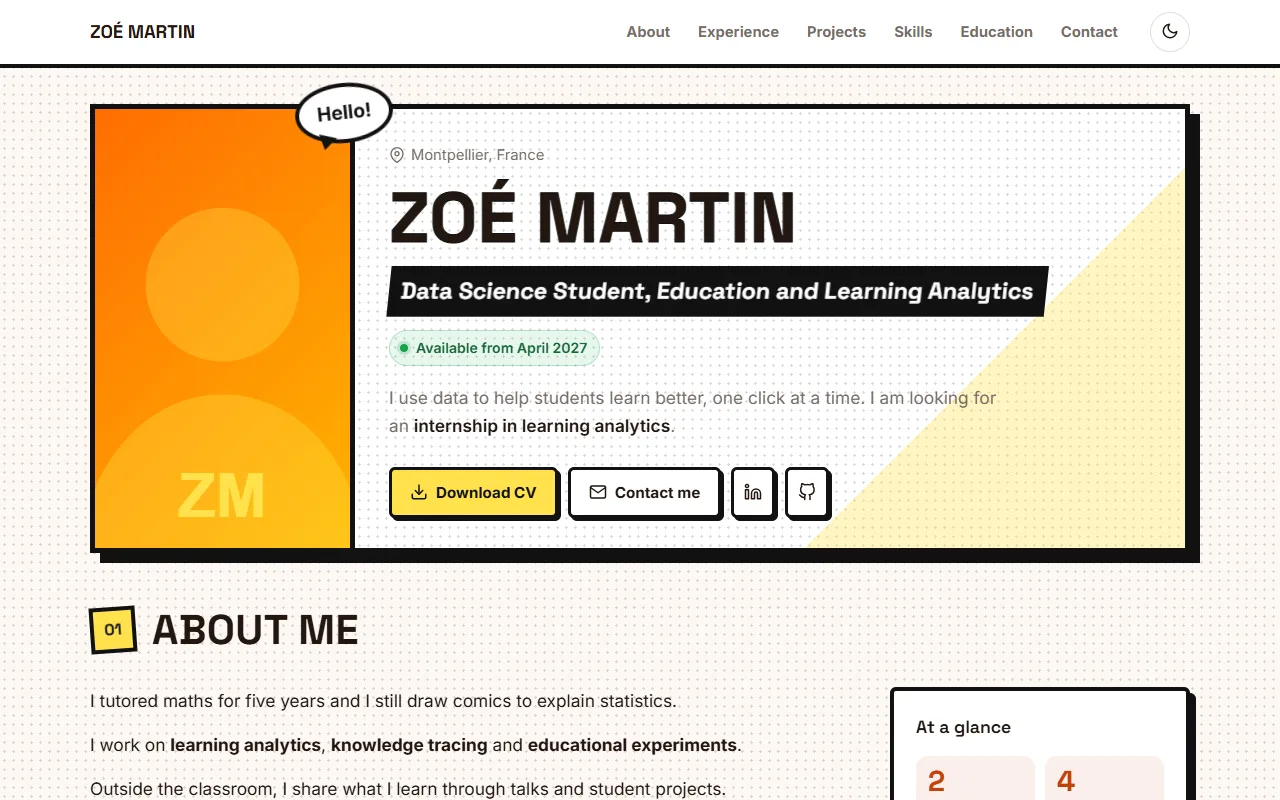 ZOÉ MARTIN
About
Experience
Projects
Skills
Education
Contact
Hello!
Montpellier, France
ZOÉ MARTIN
Data Science Student, Education and Learning Analytics
Available from April 2027
I use data to help students learn better, one click at a time. I am looking for
an internship in learning analytics.
Download CV
Contact me
ZM
01
ABOUT ME
I tutored maths for five years and I still draw comics to explain statistics.
I work on learning analytics, knowledge tracing and educational experiments.
Outside the classroom, I share what I learn through talks and student projects.
At a glance
2
4